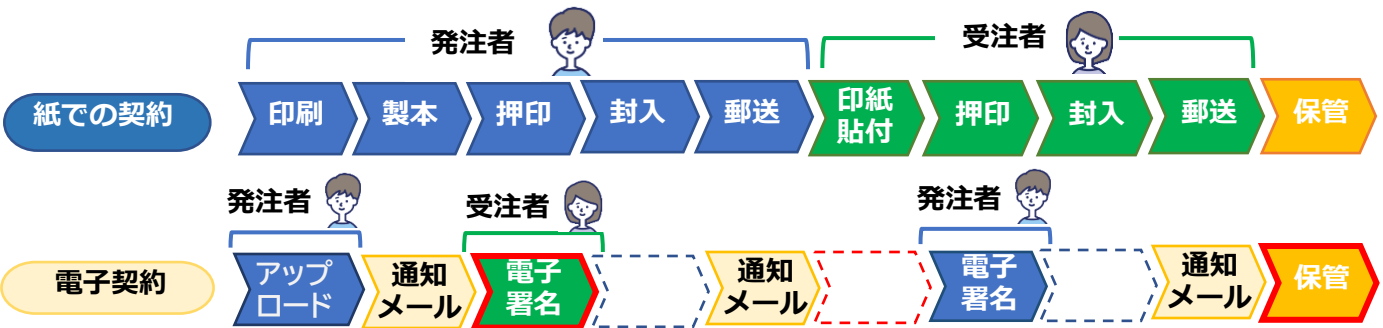 発注者
受注者
紙での契約
印刷
製本
押印
封入
郵送
印紙
貼付
押印
封入
郵送
保管
発注者
受注者
発注者
電子契約
アップ
ロード
通知
メール
電子
署名
通知
メール
電子
署名
通知
メール
保管